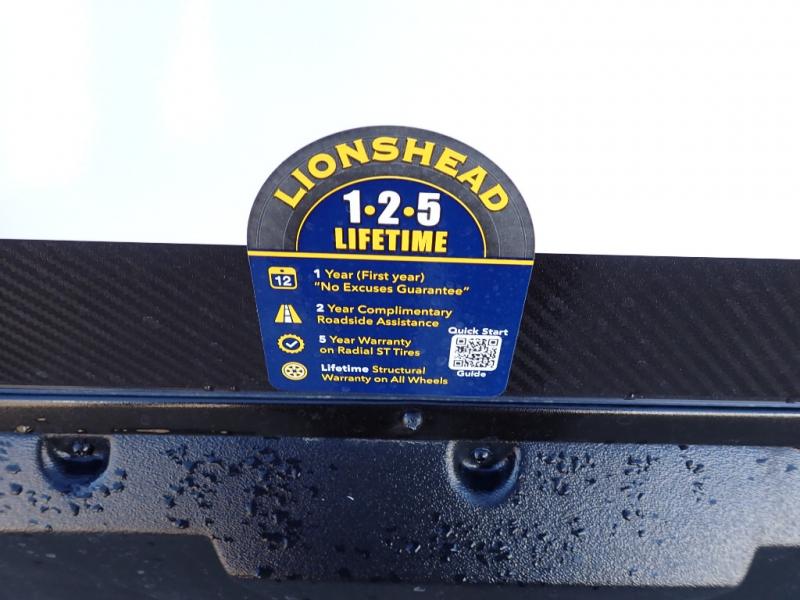 LIONSHEAD
1•2•5
LIFETIME
12
1 Year (First year)
"No Excuses Guarantee"
2 Year Complimentary
Roadside Assistance
5 Year Warranty
on Radial ST Tires
Lifetime Structural
Warranty on All Wheels
Quick Start
Guide